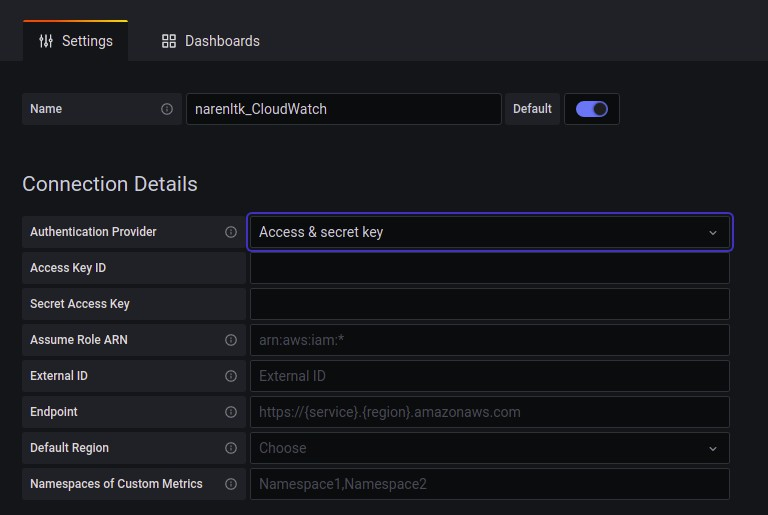 Settings Dashboards
Name narenltk_CloudWatch Default
Connection Details
Authentication Provider Access & secret key
Access Key ID
Secret Access Key
Assume Role ARN arn:aws:iam:*
External ID External ID
Endpoint https://{service}.{region}.amazonaws.com
Default Region Choose
Namespaces of Custom Metrics Namespace1,Namespace2